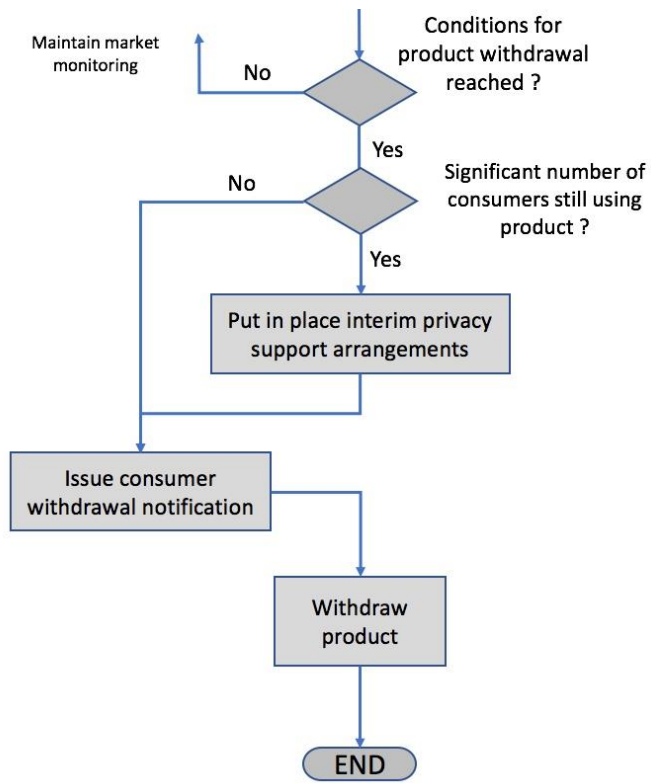 Maintain market
monitoring
No
Conditions for
product withdrawal
reached ?
Yes
No
Significant number of
consumers still using
product ?
Yes
Put in place interim privacy
support arrangements
Issue consumer
withdrawal notification
Withdraw
product
END